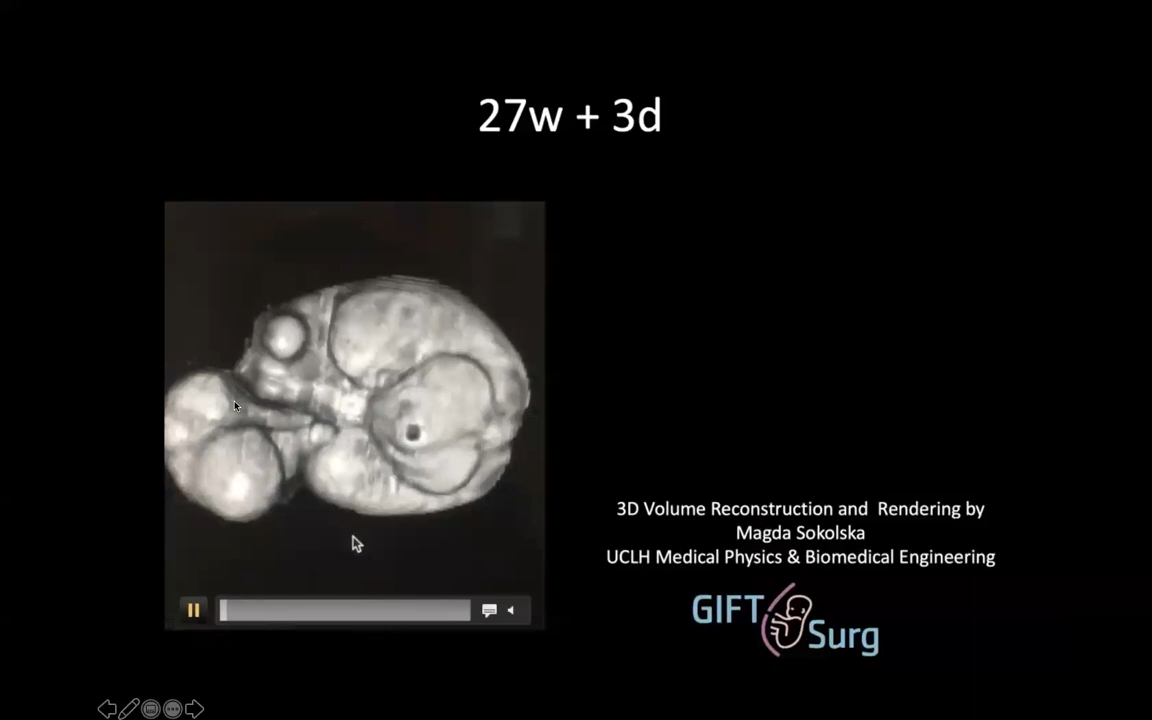 27w + 3d
3D Volume Reconstruction and Rendering by
Magda Sokolska
UCLH Medical Physics & Biomedical Engineering
GIFT
Surg